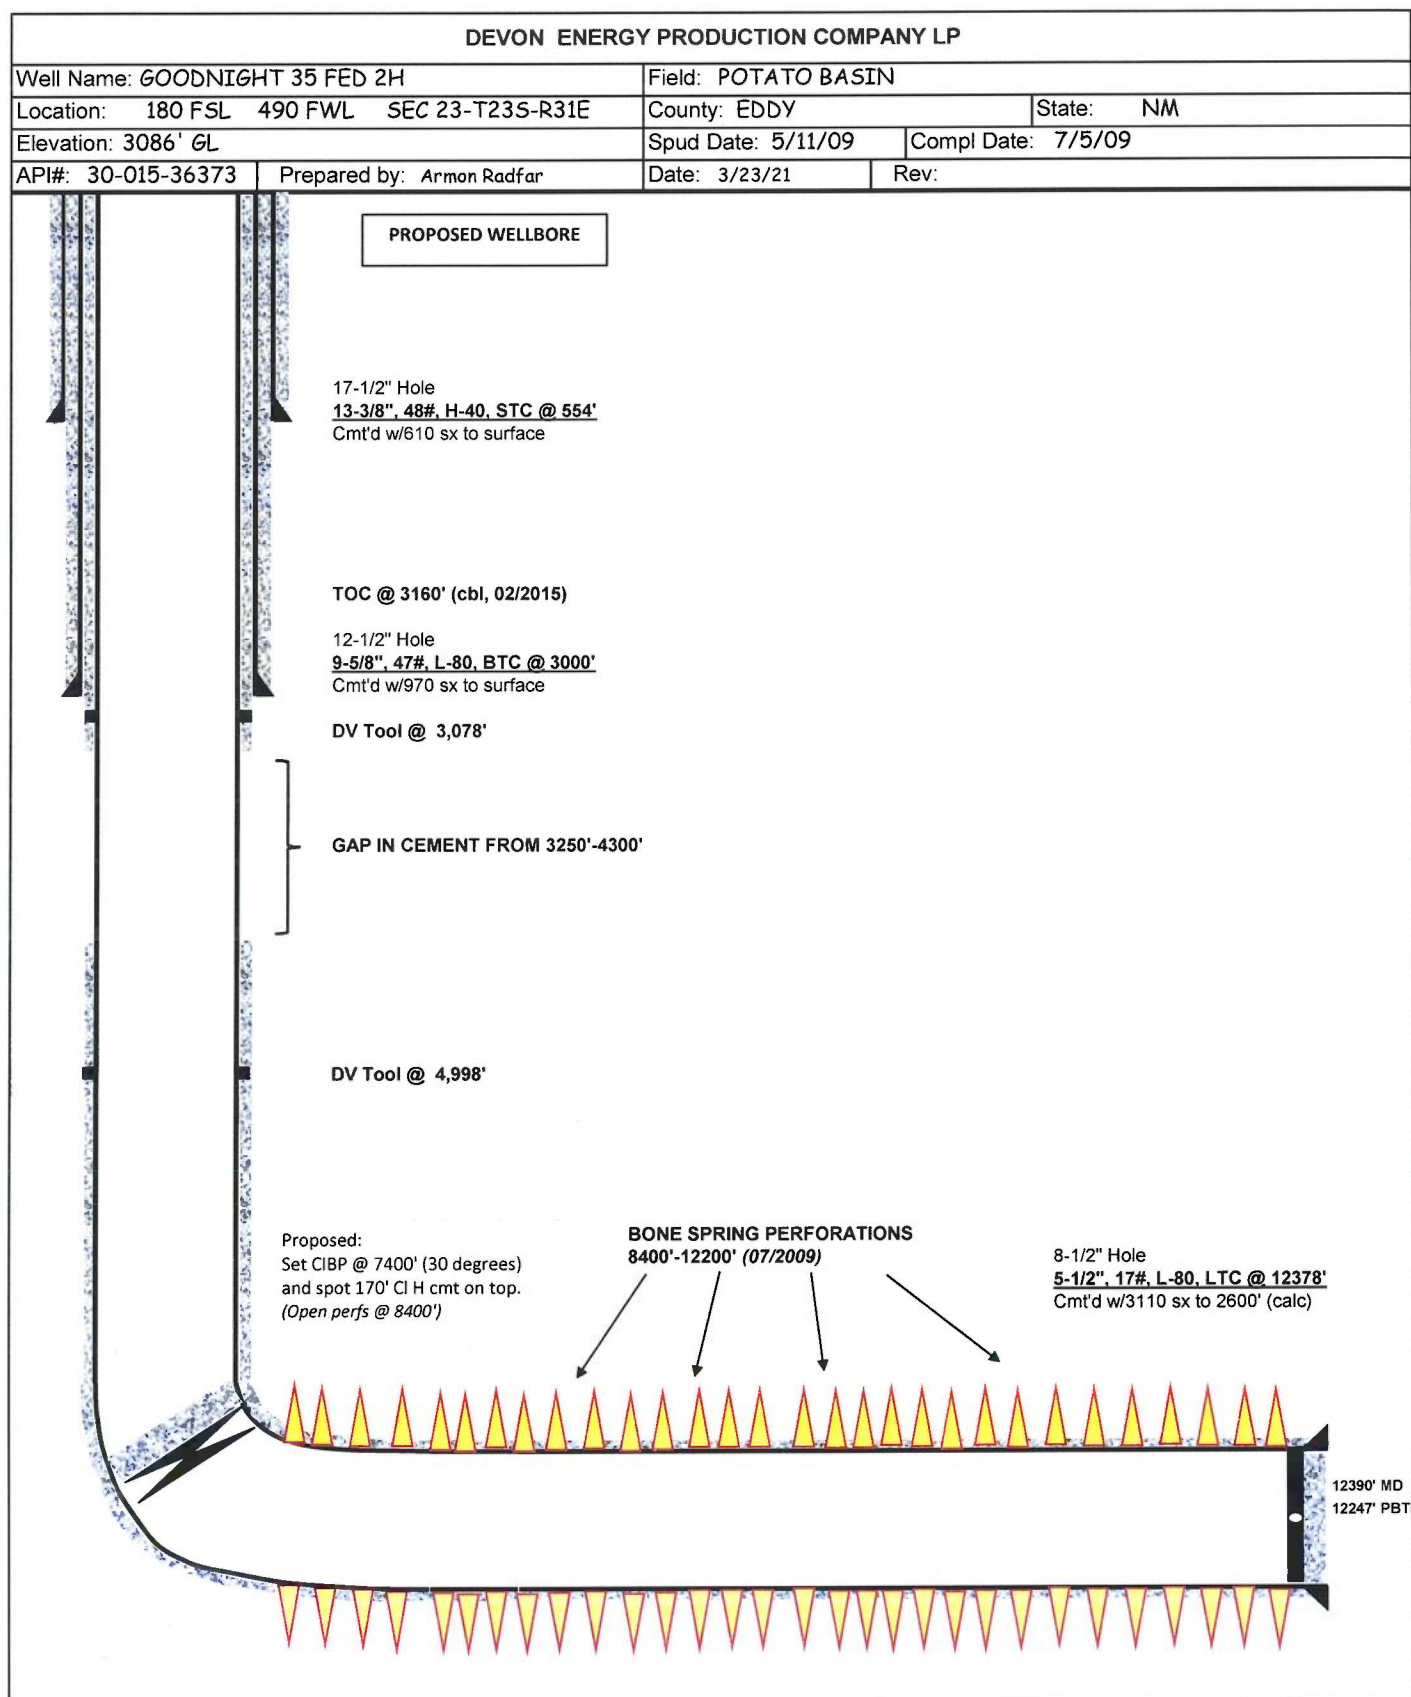 DEVON ENERGY PRODUCTION COMPANY LP
Well Name: GOODNIGHT 35 FED 2H
Field: POTATO BASIN
Location: 180 FSL 490 FWL SEC 23-T23S-R31E
County: EDDY
State: NM
Elevation: 3086' GL
Spud Date: 5/11/09
Compl Date: 7/5/09
API#: 30-015-36373
Prepared by: Armon Radfar
Date: 3/23/21
Rev:
PROPOSED WELLBORE
17-1/2" Hole
13-3/8", 48#, H-40, STC @ 554'
Cmt'd w/610 sx to surface
TOC @ 3160' (cbl, 02/2015)
12-1/2" Hole
9-5/8", 47#, L-80, BTC @ 3000'
Cmt'd w/970 sx to surface
DV Tool @ 3,078'
GAP IN CEMENT FROM 3250'-4300'
DV Tool @ 4,998'
Proposed:
Set CIBP @ 7400' (30 degrees)
and spot 170' Cl H cmt on top.
(Open perfs @ 8400')
BONE SPRING PERFORATIONS
8400'-12200' (07/2009)
8-1/2" Hole
5-1/2", 17#, L-80, LTC @ 12378'
Cmt'd w/3110 sx to 2600' (calc)
12390' MD
12247' PBT